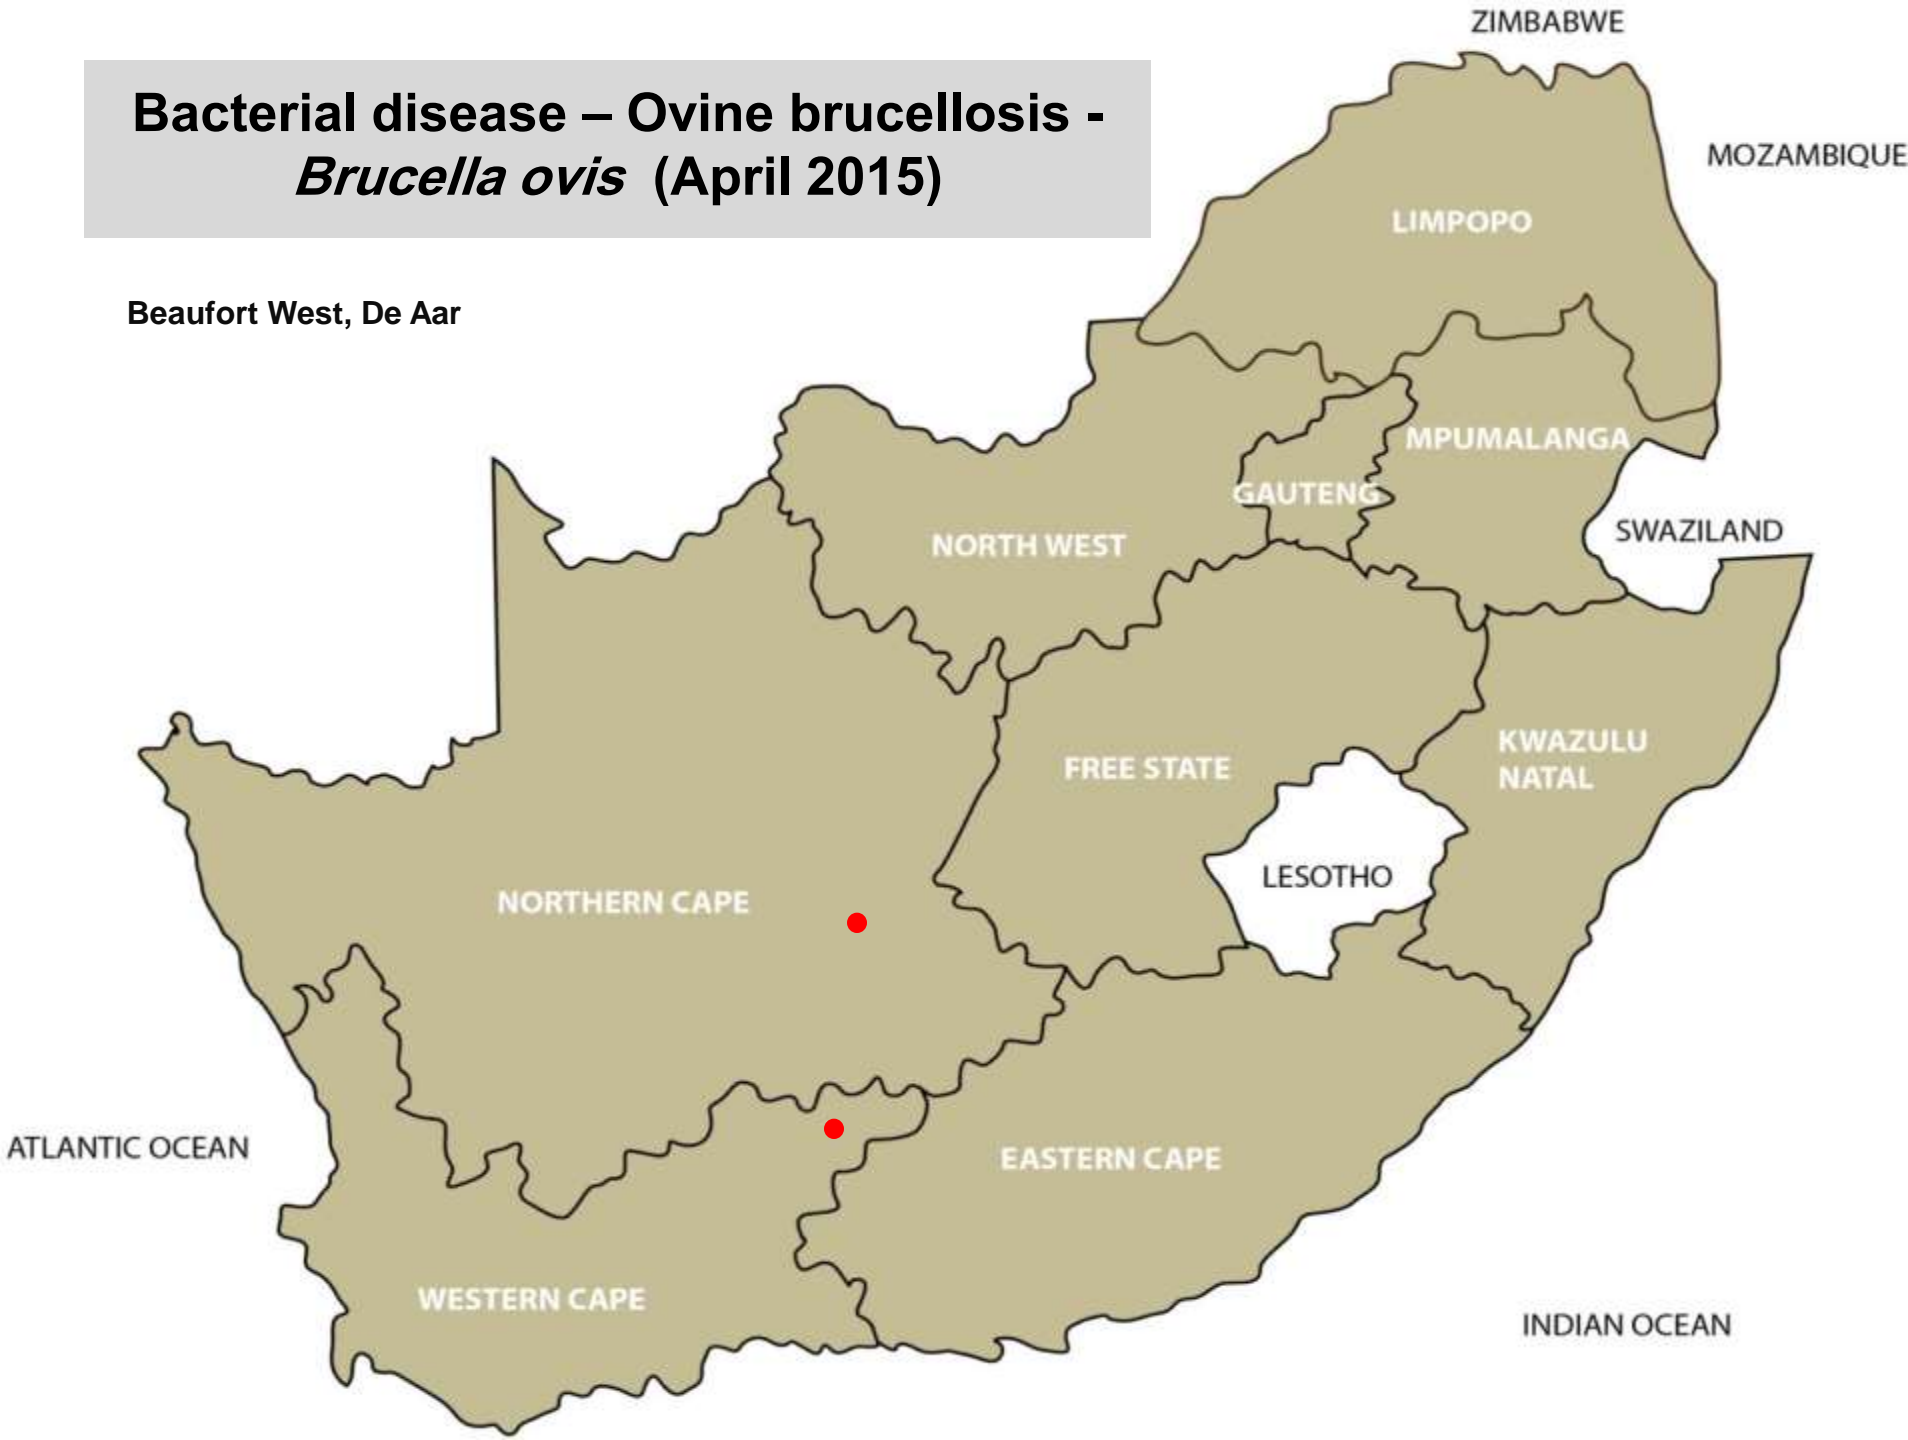 Bacterial disease – Ovine brucellosis -
Brucella ovis (April 2015)
Beaufort West, De Aar
ZIMBABWE
MOZAMBIQUE
LIMPOPO
MPUMALANGA
GAUTENG
SWAZILAND
NORTH WEST
KWAZULU
NATAL
FREE STATE
LESOTHO
NORTHERN CAPE
ATLANTIC OCEAN
EASTERN CAPE
WESTERN CAPE
INDIAN OCEAN